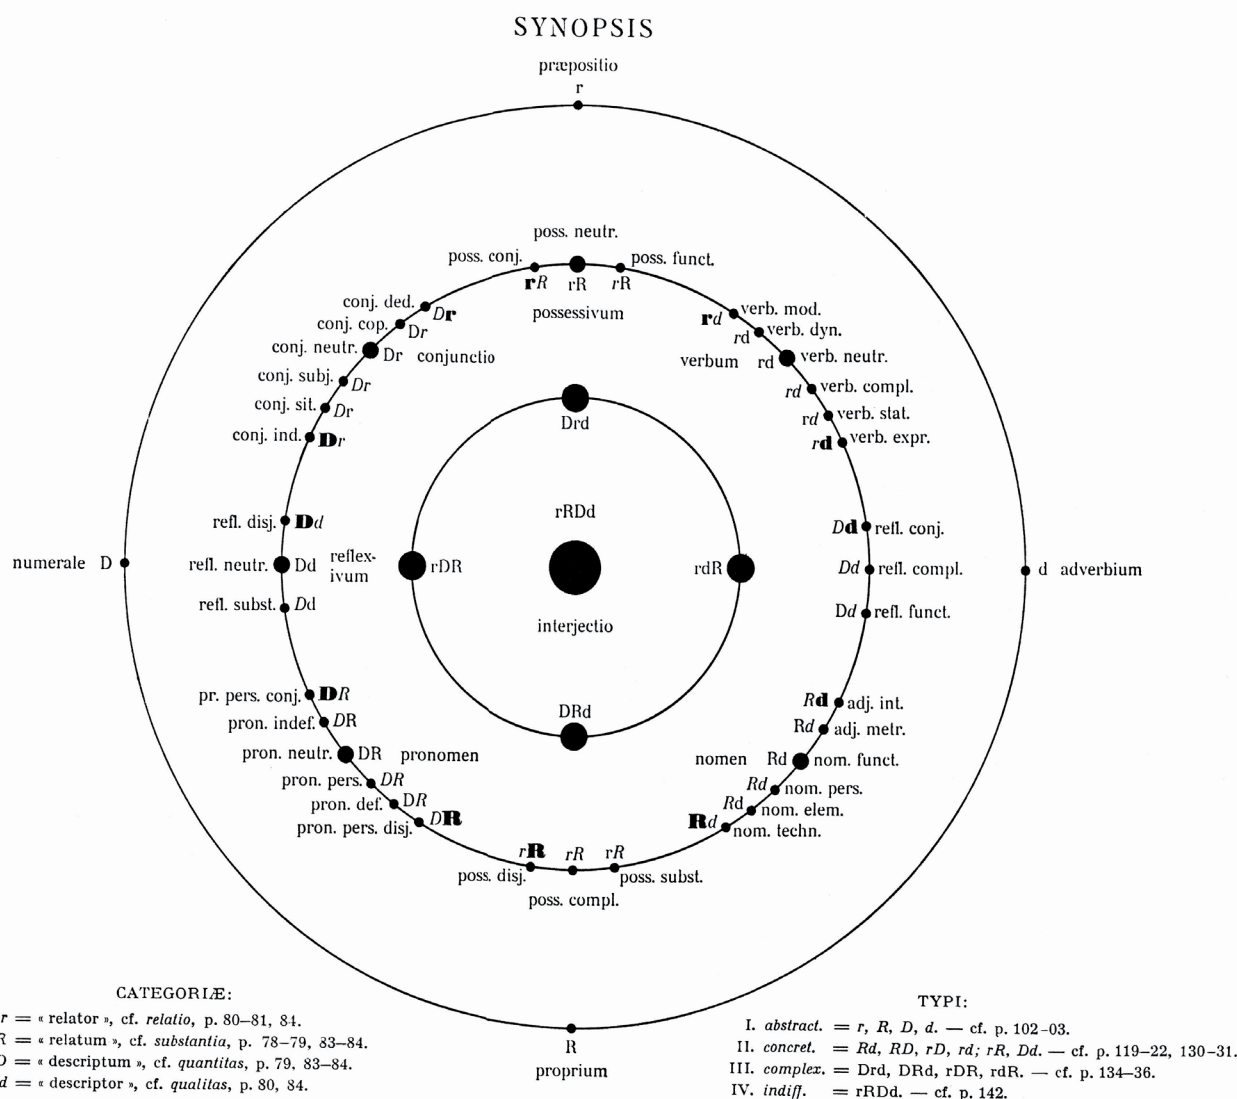 SYNOPSIS
præpositio
r
poss. neutr.
poss. conj.
poss. funct.
rR
rR
rR
possessivum
conj. ded.
Dr
conj. cop.
Dr
conj. neutr.
Dr
conjunctio
conj. subj.
Dr
conj. sit.
Dr
conj. ind.
Dr
rd
verb. mod.
rd
verb. dyn.
verbum
rd
verb. neutr.
rd
verb. compl.
rd
verb. stat.
rd
verb. expr.
Drd
rRDd
refl. disj.
Dd
Dd
refl. conj.
numerale D
refl. neutr.
Dd
reflex-
ivum
rDR
rdR
Dd
refl. compl.
d adverbium
refl. subst.
Dd
interjectio
Dd
refl. funct.
pr. pers. conj.
DR
pron. indef.
DR
pron. neutr.
DR
pronomen
pron. pers.
DR
pron. def.
DR
pron. pers. disj.
DR
DRd
Rd
adj. int.
Rd
adj. metr.
nomen
Rd
nom. funct.
Rd
nom. pers.
Rd
nom. elem.
Rd
nom. techn.
rR
rR
rR
poss. disj.
poss. subst.
poss. compl.
R
proprium
CATEGORIÆ:
r = « relator », cf. relatio, p. 80–81, 84.
R = « relatum », cf. substantia, p. 78–79, 83–84.
D = « descriptum », cf. quantitas, p. 79, 83–84.
d = « descriptor », cf. qualitas, p. 80, 84.
TYPI:
I. abstract. = r, R, D, d. — cf. p. 102–03.
II. concret. = Rd, RD, rD, rd; rR, Dd. — cf. p. 119–22, 130–31.
III. complex. = Drd, DRd, rDR, rdR. — cf. p. 134–36.
IV. indiff. = rRDd. — cf. p. 142.